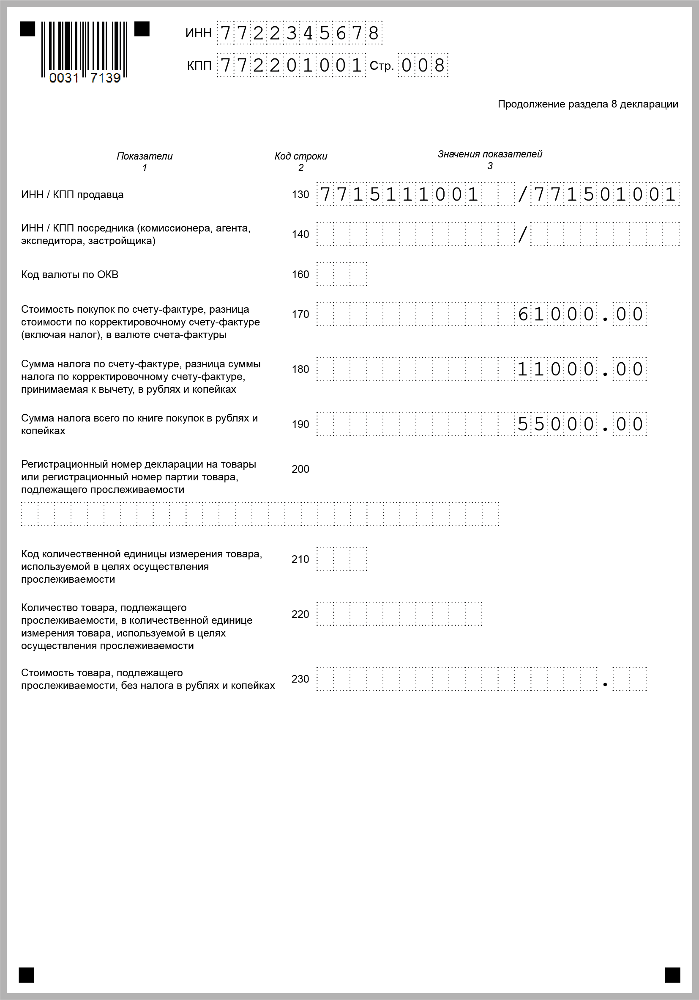 ИНН 7722345678
0031 7139
КПП 772201001 Стр. 008
Продолжение раздела 8 декларации
Показатели Код строки Значения показателей
1 2 3
ИНН / КПП продавца 130 7715111001 / 771501001
ИНН / КПП посредника (комиссионера, агента,
экспедитора, застройщика) 140 /
Код валюты по ОКВ 160
Стоимость покупок по счету-фактуре, разница
стоимости по корректировочному счету-фактуре
(включая налог), в валюте счета-фактуры 170 61000.00
Сумма налога по счету-фактуре, разница суммы
налога по корректировочному счету-фактуре,
принимаемая к вычету, в рублях и копейках 180 11000.00
Сумма налога всего по книге покупок в рублях и
копейках 190 55000.00
Регистрационный номер декларации на товары
или регистрационный номер партии товара,
подлежащего прослеживаемости 200
Код количественной единицы измерения товара,
используемой в целях осуществления
прослеживаемости 210
Количество товара, подлежащего
прослеживаемости, в количественной единице
измерения товара, используемой в целях
осуществления прослеживаемости 220
Стоимость товара, подлежащего
прослеживаемости, без налога в рублях и копейках 230 .